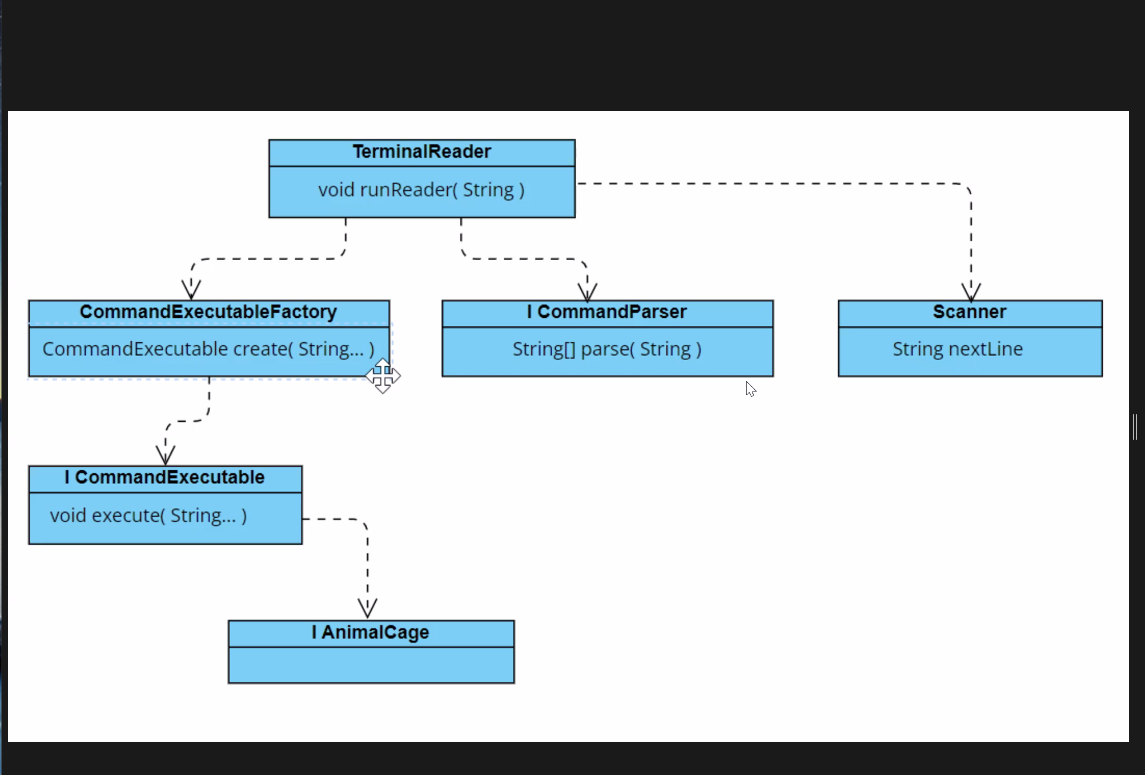 TerminalReader
void runReader( String )
CommandExecutableFactory
CommandExecutable create( String... )
I CommandParser
String[] parse( String )
Scanner
String nextLine
I CommandExecutable
void execute( String... )
I AnimalCage